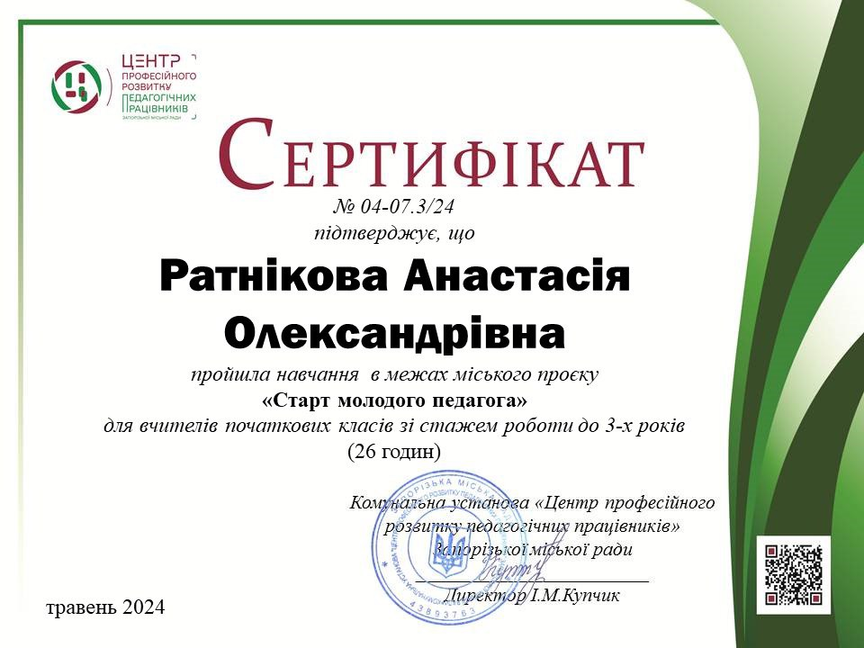 ЦЕНТР
ПРОФЕСІЙНОГО
РОЗВИТКУ
ПЕДАГОГІЧНИХ
ПРАЦІВНИКІВ
ЗАПОРІЗЬКОЇ МІСЬКОЇ РАДИ
СЕРТИФІКАТ
№ 04-07.3/24
підтверджує, що
Ратнікова Анастасія
Олександрівна
пройшла навчання в межах міського проєку
«Старт молодого педагога»
для вчителів початкових класів зі стажем роботи до 3-х років
(26 годин)
Комунальна установа «Центр професійного
розвитку педагогічних працівників»
Запорізької міської ради
Директор І.М.Купчик
43893763
травень 2024